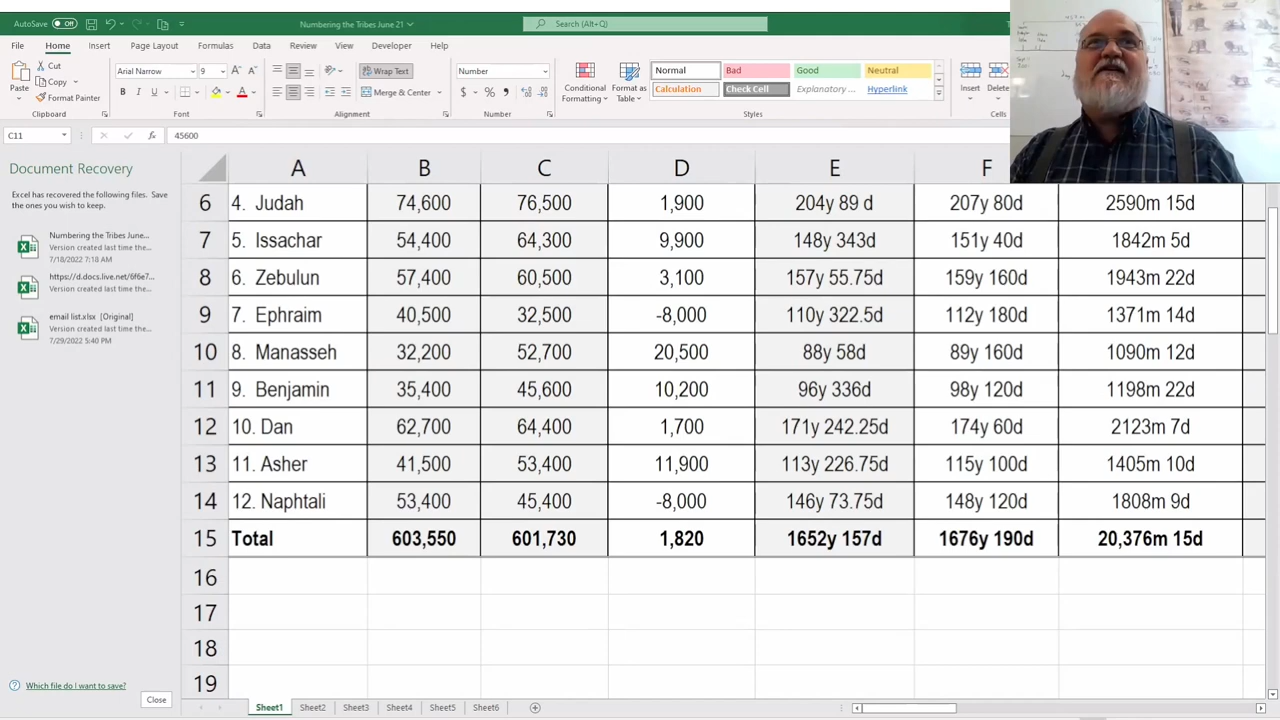 AutoSave Off
Numbering the Tribes June 21
Search (Alt+Q)
File Home Insert Page Layout Formulas Data Review View Developer Help
Paste
Cut
Copy
Format Painter
Clipboard
Arial Narrow 9
B I U
Font
Wrap Text
Merge & Center
Alignment
Number
$ % ,
Number
Conditional Formatting
Format as Table
Normal Bad Good Neutral
Calculation Check Cell Explanatory ... Hyperlink
Styles
Insert Delete
Cells
C11 fx 45600
Document Recovery
Excel has recovered the following files. Save
the ones you wish to keep.
Numbering the Tribes June...
Version created last time the...
7/18/2022 7:18 AM
https://d.docs.live.net/6f6e7...
Version created last time the...
email list.xlsx [Original]
Version created last time the...
7/29/2022 5:40 PM
Which file do I want to save?
Close
A B C D E F
6 4. Judah 74,600 76,500 1,900 204y 89 d 207y 80d 2590m 15d
7 5. Issachar 54,400 64,300 9,900 148y 343d 151y 40d 1842m 5d
8 6. Zebulun 57,400 60,500 3,100 157y 55.75d 159y 160d 1943m 22d
9 7. Ephraim 40,500 32,500 -8,000 110y 322.5d 112y 180d 1371m 14d
10 8. Manasseh 32,200 52,700 20,500 88y 58d 89y 160d 1090m 12d
11 9. Benjamin 35,400 45,600 10,200 96y 336d 98y 120d 1198m 22d
12 10. Dan 62,700 64,400 1,700 171y 242.25d 174y 60d 2123m 7d
13 11. Asher 41,500 53,400 11,900 113y 226.75d 115y 100d 1405m 10d
14 12. Naphtali 53,400 45,400 -8,000 146y 73.75d 148y 120d 1808m 9d
15 Total 603,550 601,730 1,820 1652y 157d 1676y 190d 20,376m 15d
16
17
18
19
Sheet1 Sheet2 Sheet3 Sheet4 Sheet5 Sheet6